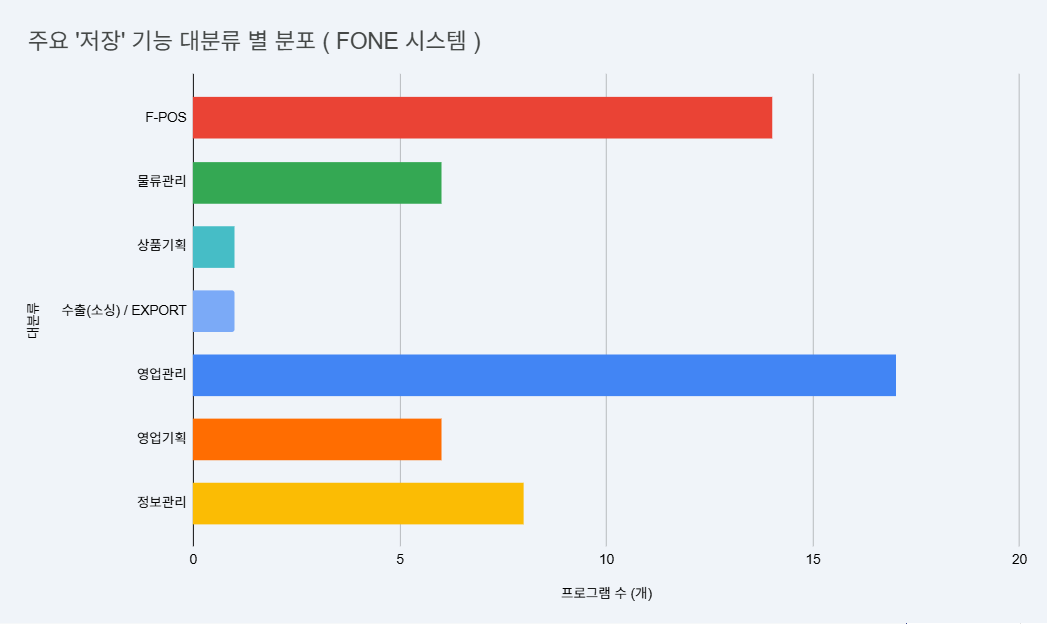 주요 '저장' 기능 대분류 별 분포 ( FONE 시스템 )
대분류
F-POS
물류관리
상품기획
수출(소싱) / EXPORT
영업관리
영업기획
정보관리
0 5 10 15 20
프로그램 수 (개)